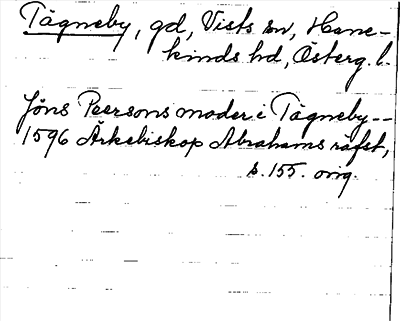 Tägneby, gd, Vists sn, Hane-
kinds hd, Österg. l.
Jöns Peersons moder i Tägneby --
1596 Ärkebiskop Abrahams räfst,
s. 155. orig.